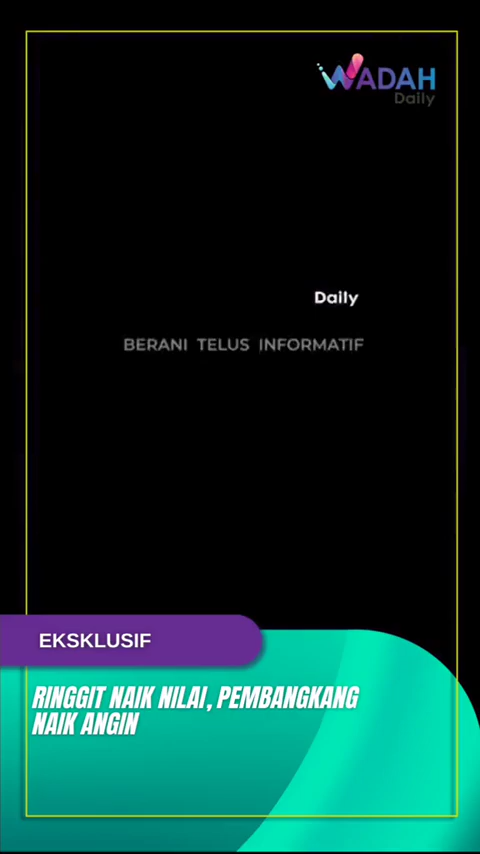 WADAH
Daily
Daily
BERANI TELUS INFORMATIF
EKSKLUSIF
RINGGIT NAIK NILAI, PEMBANGKANG
NAIK ANGIN